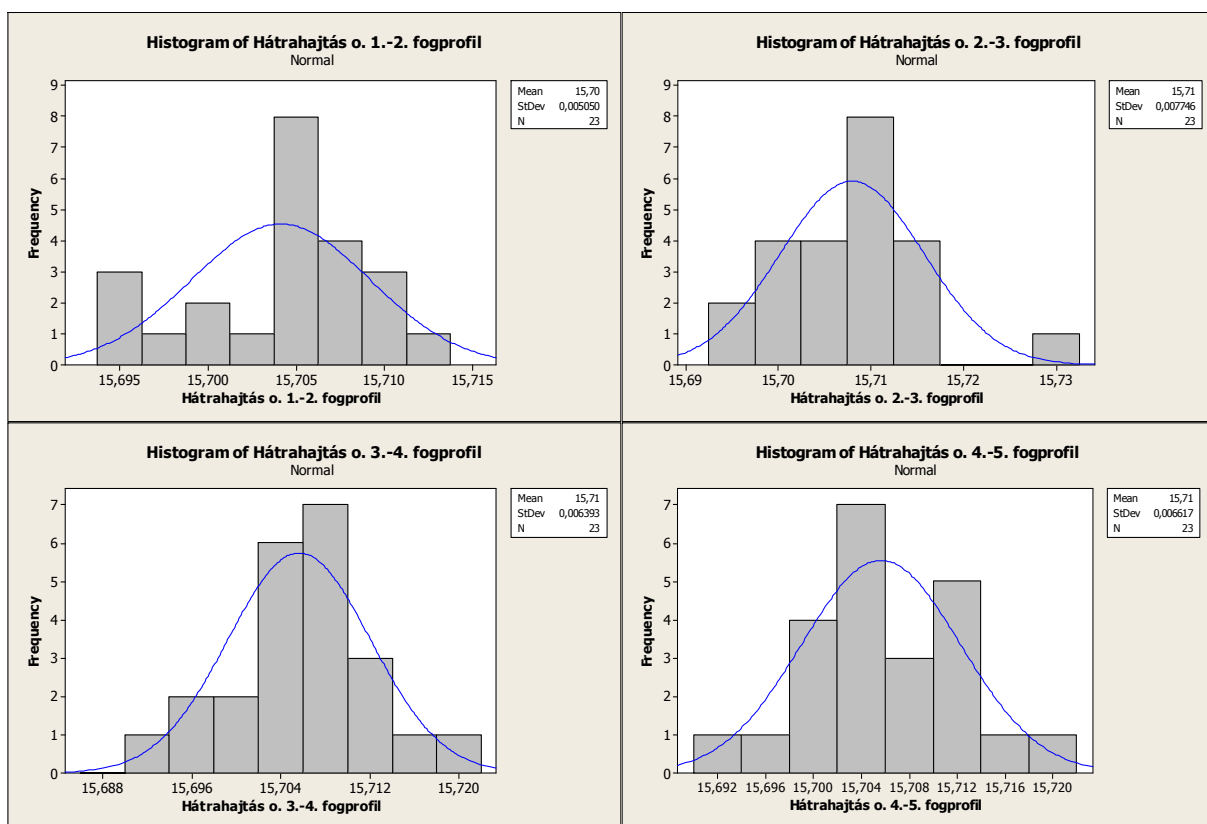 Histogram of Hátrahajtás o. 1.-2. fogprofil
Normal
Mean 15,70
StDev 0,005050
N 23
Frequency
9
8
7
6
5
4
3
2
1
0
15,695 15,700 15,705 15,710 15,715
Hátrahajtás o. 1.-2. fogprofil
Histogram of Hátrahajtás o. 2.-3. fogprofil
Normal
Mean 15,71
StDev 0,007746
N 23
Frequency
9
8
7
6
5
4
3
2
1
0
15,69 15,70 15,71 15,72 15,73
Hátrahajtás o. 2.-3. fogprofil
Histogram of Hátrahajtás o. 3.-4. fogprofil
Normal
Mean 15,71
StDev 0,006393
N 23
Frequency
7
6
5
4
3
2
1
0
15,688 15,696 15,704 15,712 15,720
Hátrahajtás o. 3.-4. fogprofil
Histogram of Hátrahajtás o. 4.-5. fogprofil
Normal
Mean 15,71
StDev 0,006617
N 23
Frequency
7
6
5
4
3
2
1
0
15,692 15,696 15,700 15,704 15,708 15,712 15,716 15,720
Hátrahajtás o. 4.-5. fogprofil